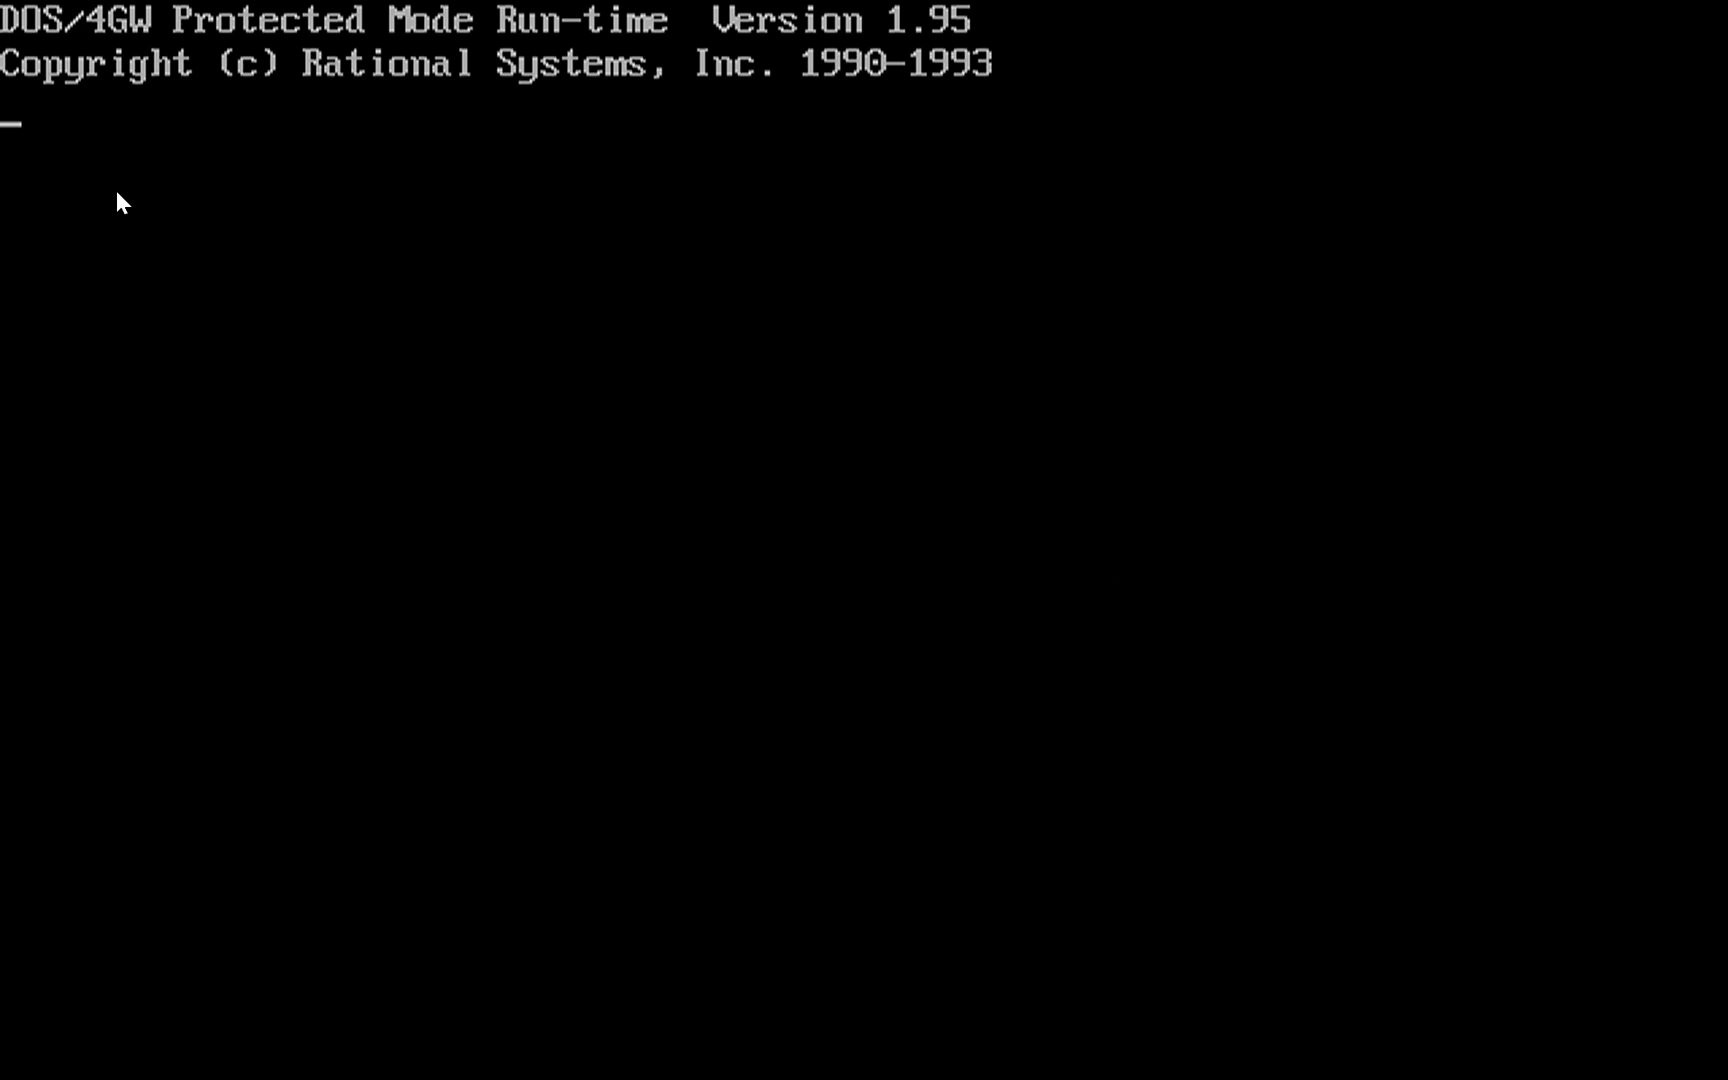 DOS/4GW Protected Mode Run-time  Version 1.95
Copyright (c) Rational Systems, Inc. 1990-1993